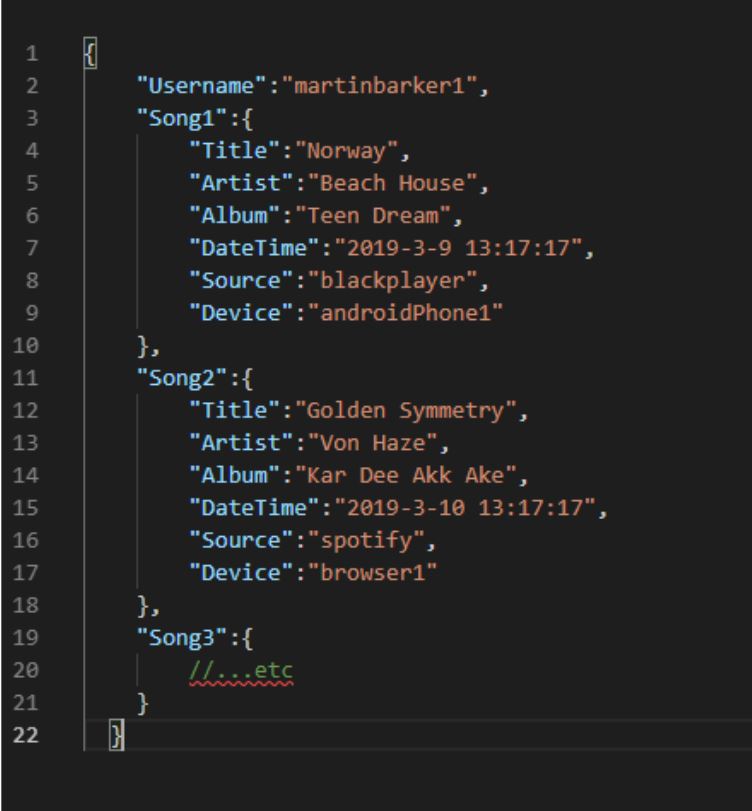 1 {
2 "Username":"martinbarker1",
3 "Song1":{
4 "Title":"Norway",
5 "Artist":"Beach House",
6 "Album":"Teen Dream",
7 "DateTime":"2019-3-9 13:17:17",
8 "Source":"blackplayer",
9 "Device":"androidPhone1"
10 },
11 "Song2":{
12 "Title":"Golden Symmetry",
13 "Artist":"Von Haze",
14 "Album":"Kar Dee Akk Ake",
15 "DateTime":"2019-3-10 13:17:17",
16 "Source":"spotify",
17 "Device":"browser1"
18 },
19 "Song3":{
20 //...etc
21 }
22 }